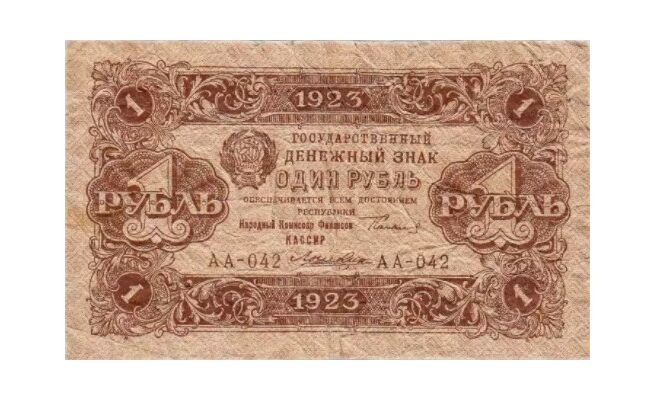 1 1923 1
ГОСУДАРСТВЕННЫЙ
ДЕНЕЖНЫЙ ЗНАК
ОДИН РУБЛЬ
1 РУБЛЬ
1 РУБЛЬ
ОБЕСПЕЧИВАЕТСЯ ВСЕМ ДОСТОЯНИЕМ
РЕСПУБЛИКИ
Народный Комиссар Финансов
КАССИР
АА-042 АА-042
1 1923 1